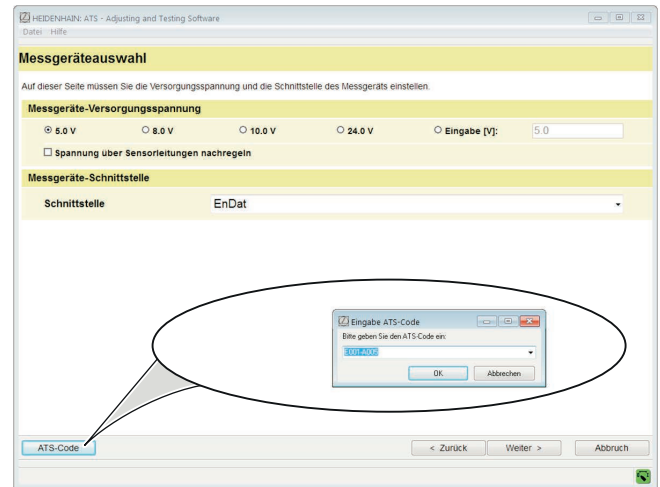 HEIDENHAIN: ATS - Adjusting and Testing Software
Datei Hilfe
Messgeräteauswahl
Auf dieser Seite müssen Sie die Versorgungsspannung und die Schnittstelle des Messgeräts einstellen.
Messgeräte-Versorgungsspannung
5.0 V 8.0 V 10.0 V 24.0 V Eingabe [V]: 5.0
Spannung über Sensorleitungen nachregeln
Messgeräte-Schnittstelle
Schnittstelle EnDat
Eingabe ATS-Code
Bitte geben Sie den ATS-Code ein:
E001-A005
OK Abbrechen
ATS-Code < Zurück Weiter > Abbruch